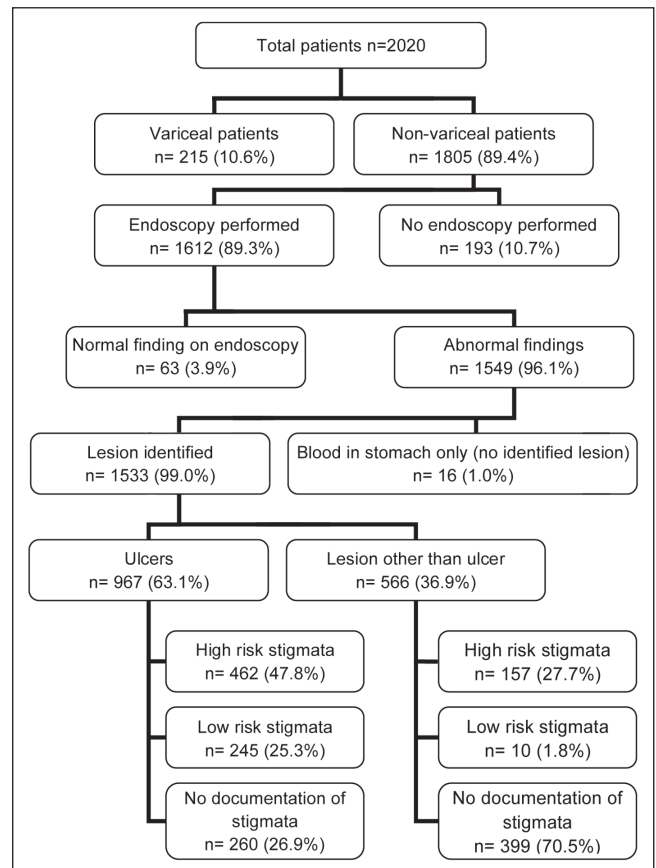 Total patients n=2020
Variceal patients
n= 215 (10.6%)
Non-variceal patients
n= 1805 (89.4%)
Endoscopy performed
n= 1612 (89.3%)
No endoscopy performed
n= 193 (10.7%)
Normal finding on endoscopy
n= 63 (3.9%)
Abnormal findings
n= 1549 (96.1%)
Lesion identified
n= 1533 (99.0%)
Blood in stomach only (no identified lesion)
n= 16 (1.0%)
Ulcers
n= 967 (63.1%)
Lesion other than ulcer
n= 566 (36.9%)
High risk stigmata
n= 462 (47.8%)
Low risk stigmata
n= 245 (25.3%)
No documentation of
stigmata
n= 260 (26.9%)
High risk stigmata
n= 157 (27.7%)
Low risk stigmata
n= 10 (1.8%)
No documentation of
stigmata
n= 399 (70.5%)